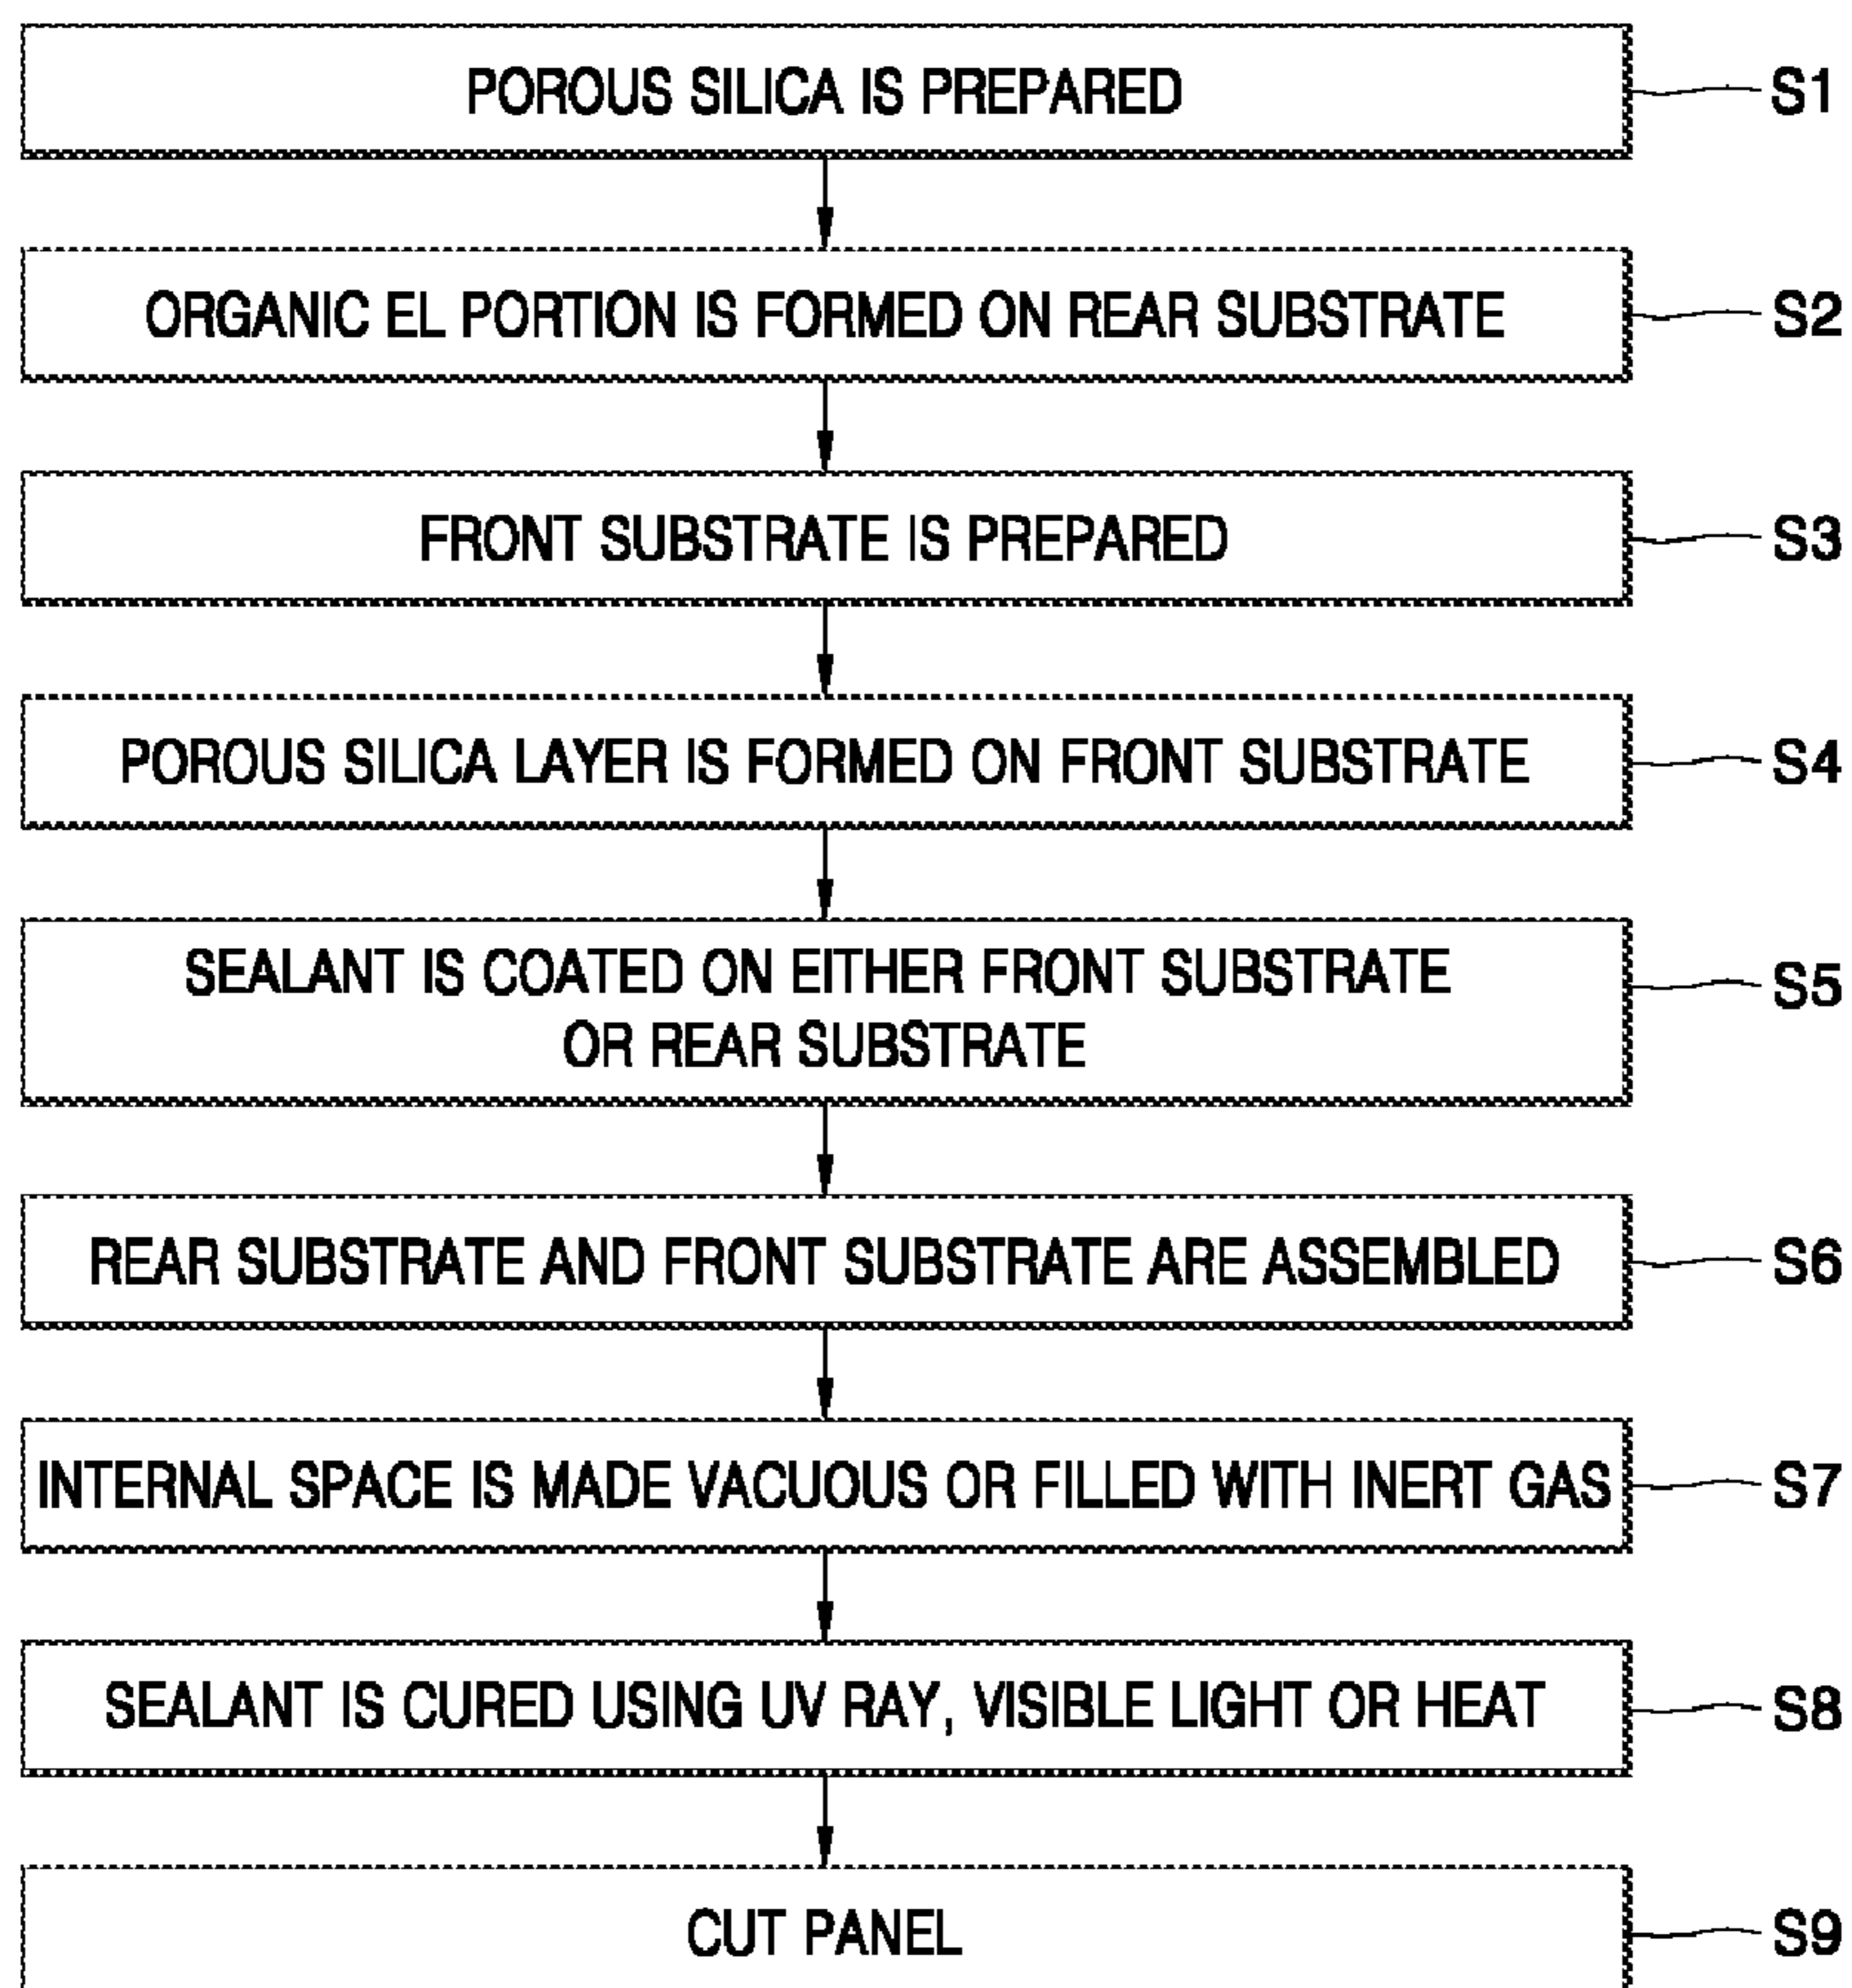 POROUS SILICA IS PREPARED
S1
ORGANIC EL PORTION IS FORMED ON REAR SUBSTRATE
S2
FRONT SUBSTRATE IS PREPARED
S3
POROUS SILICA LAYER IS FORMED ON FRONT SUBSTRATE
S4
SEALANT IS COATED ON EITHER FRONT SUBSTRATE
OR REAR SUBSTRATE
S5
REAR SUBSTRATE AND FRONT SUBSTRATE ARE ASSEMBLED
S6
INTERNAL SPACE IS MADE VACUOUS OR FILLED WITH INERT GAS
S7
SEALANT IS CURED USING UV RAY, VISIBLE LIGHT OR HEAT
S8
CUT PANEL
S9